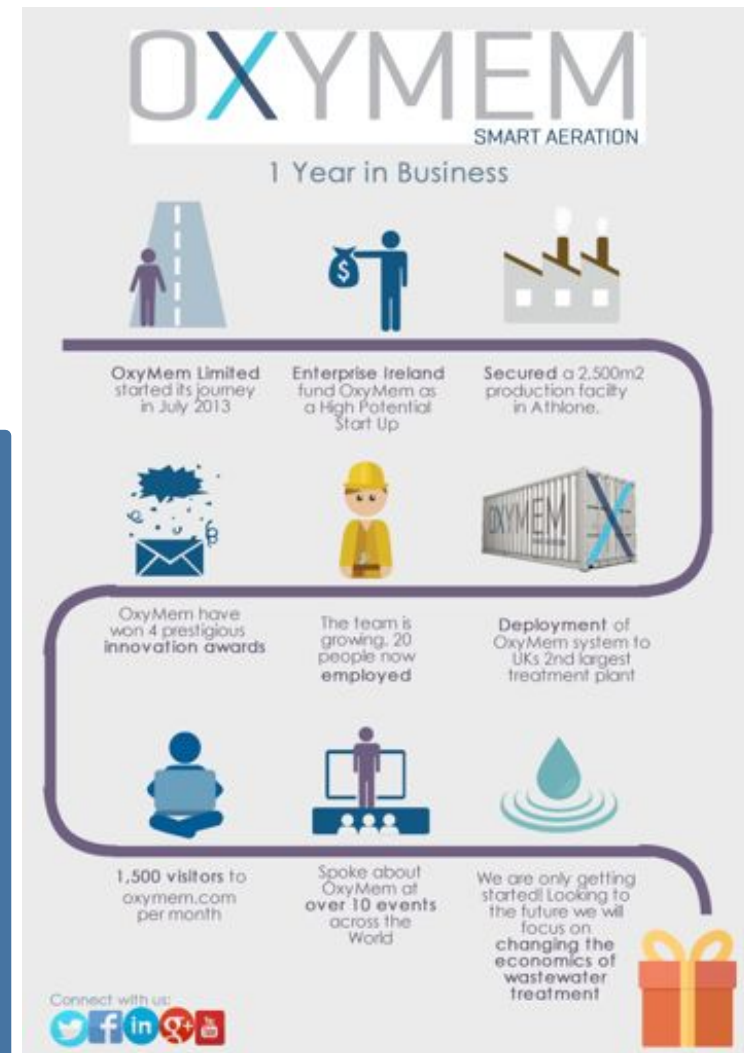 OXYMEM
SMART AERATION
1 Year in Business
$
OxyMem Limited
started its journey
in July 2013
Enterprise Ireland
fund OxyMem as
a High Potential
Start Up
Secured a 2,500m2
production facility
in Athlone.
OXYMEM
OxyMem have
won 4 prestigious
innovation awards
The team is
growing. 20
people now
employed
Deployment of
OxyMem system to
UKs 2nd largest
treatment plant
1,500 visitors to
oxymem.com
per month
Spoke about
OxyMem at
over 10 events
across the
World
We are only getting
started! Looking to
the future we will
focus on
changing the
economics of
wastewater
treatment
Connect with us:
f
in
g+